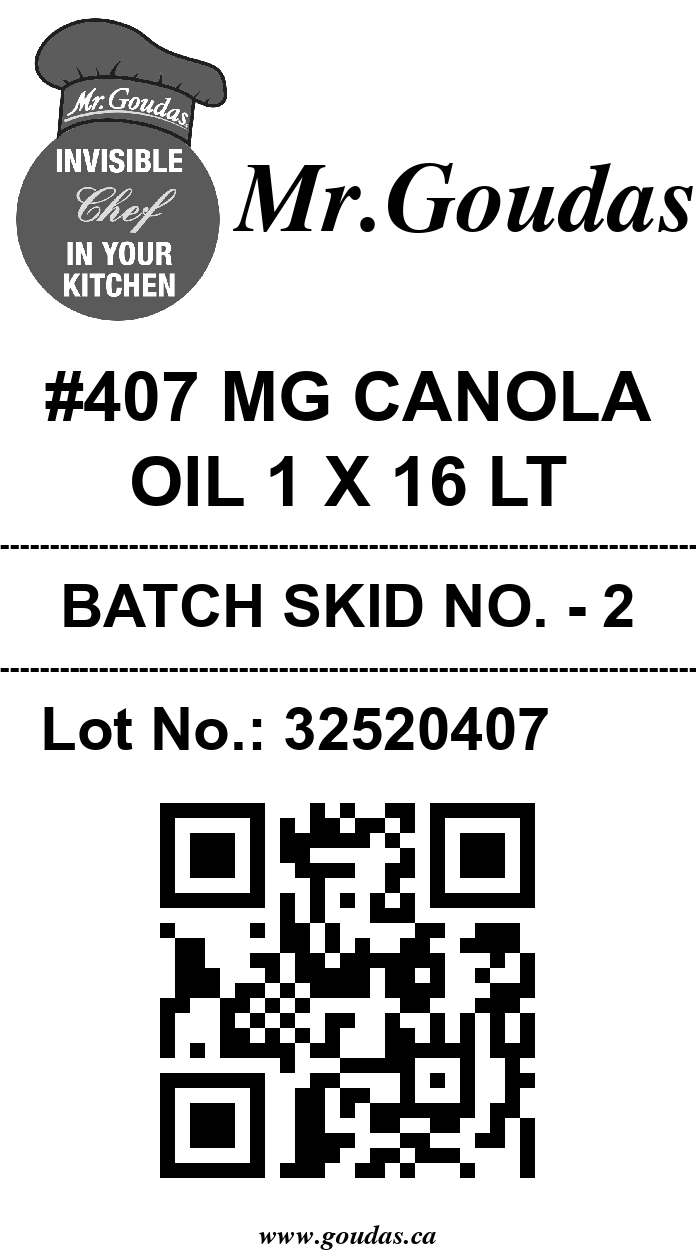 Mr. Goudas
INVISIBLE
Chef
IN YOUR
KITCHEN
Mr.Goudas
#407 MG CANOLA
OIL 1 X 16 LT
BATCH SKID NO. - 2
Lot No.: 32520407
www.goudas.ca